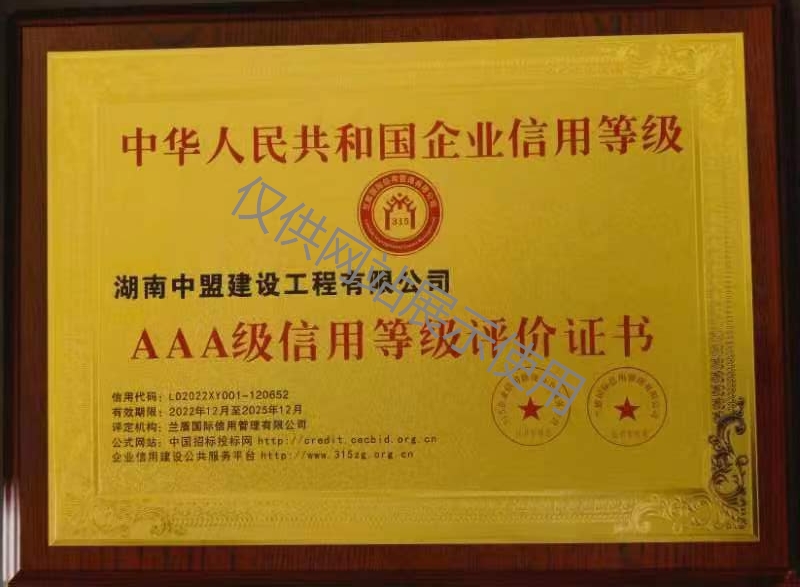 中华人民共和国企业信用等级
315
湖南中盟建设工程有限公司
AAA级信用等级评价证书
信用代码：LD2022XY001-120652
有效期限：2022年12月至2025年12月
评定机构：兰盾国际信用管理有限公司
公式网站：中国招标投标网 http://credit.cecbid.org.cn
企业信用建设公共服务平台 http://www.315zg.org.cn
仅供网站展示使用